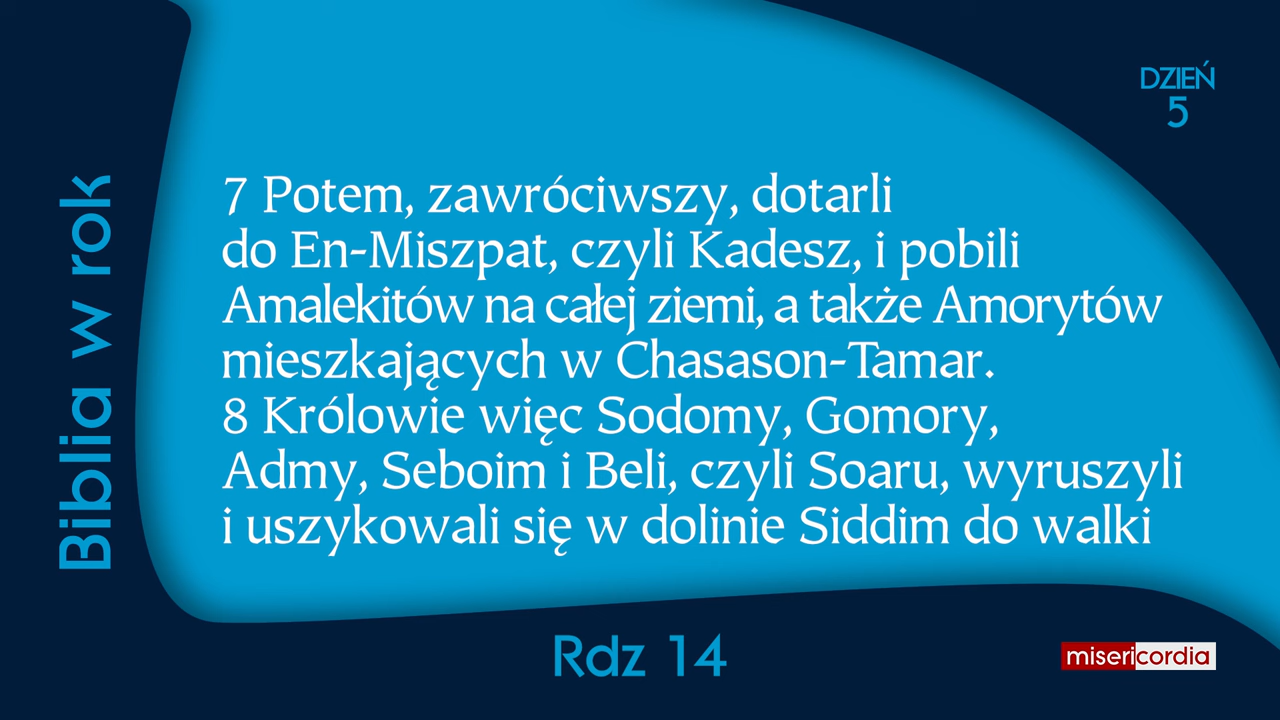 DZIEŃ
5
Biblia w rok
7 Potem, zawróciwszy, dotarli
do En-Miszpat, czyli Kadesz, i pobili
Amalekitów na całej ziemi, a także Amorytów
mieszkających w Chasason-Tamar.
8 Królowie więc Sodomy, Gomory,
Admy, Seboim i Beli, czyli Soaru, wyruszyli
i uszykowali się w dolinie Siddim do walki
Rdz 14
misericordia